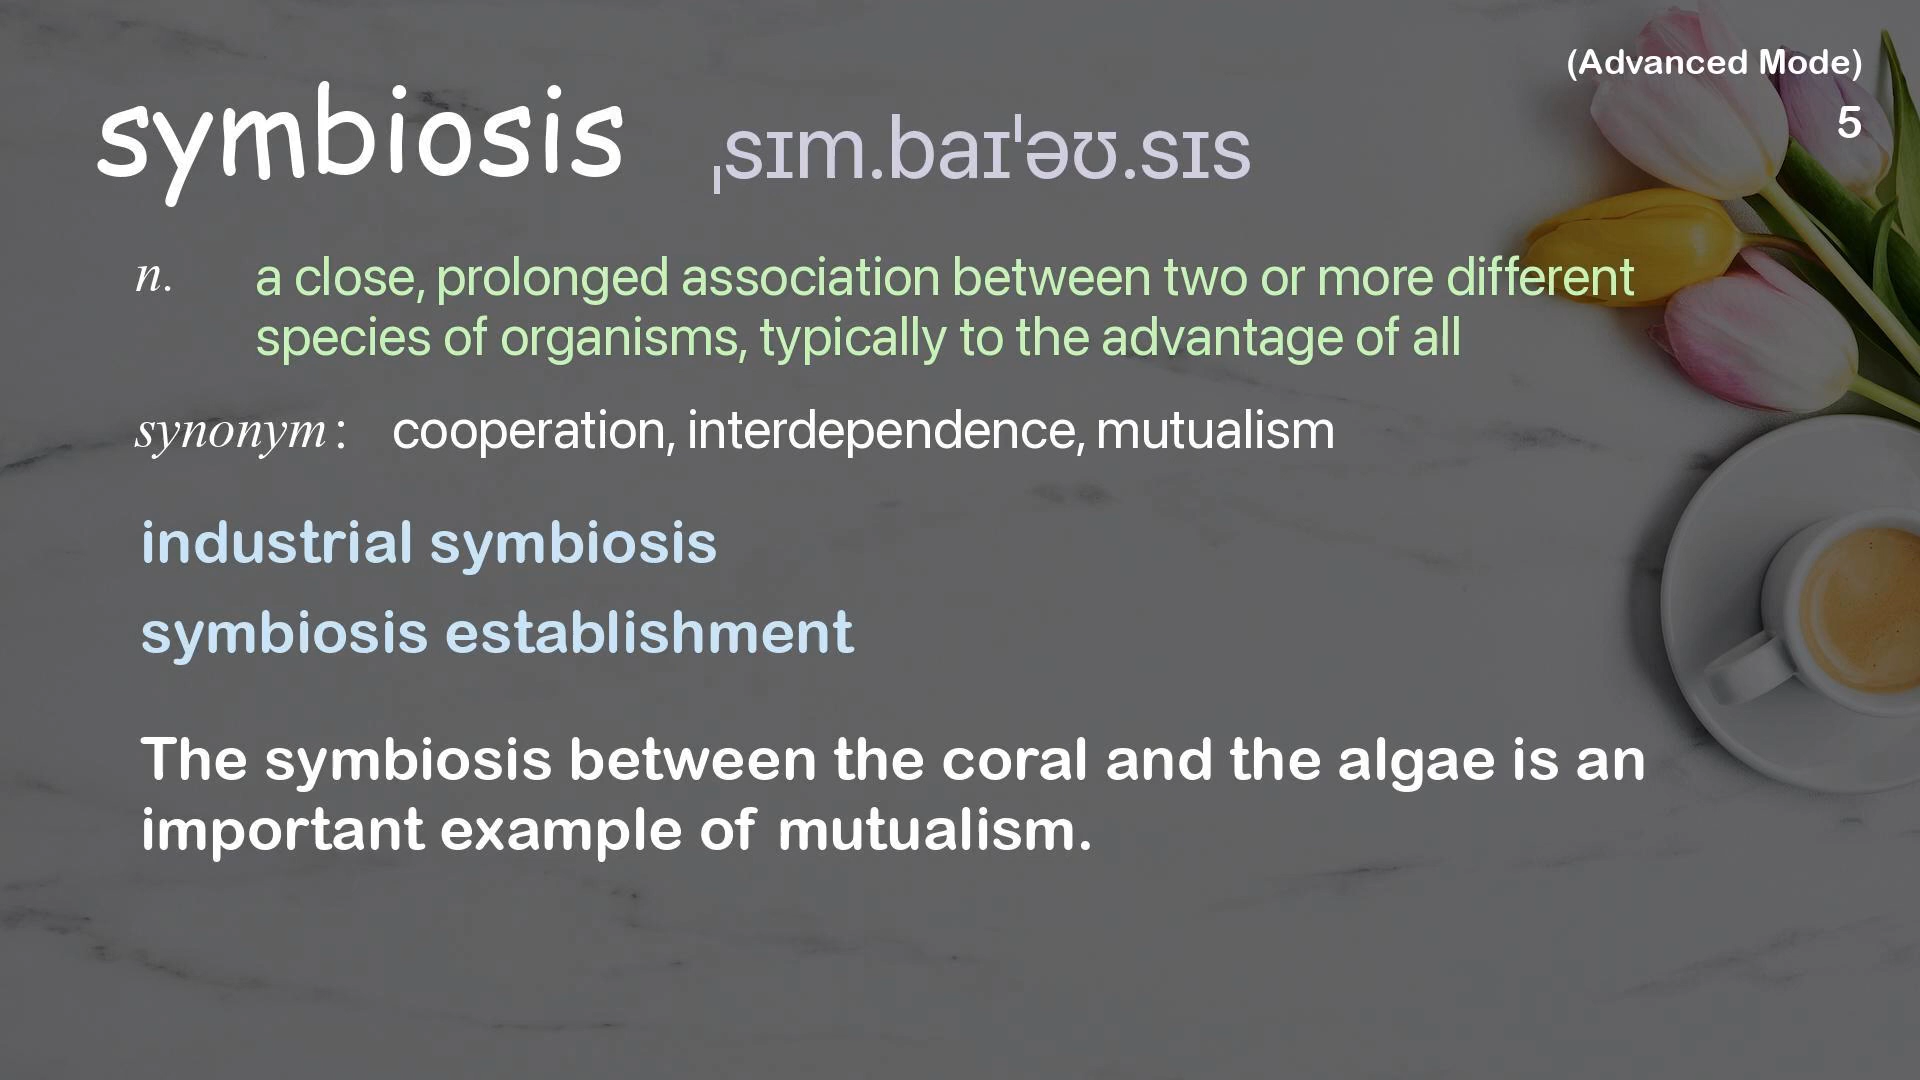 (Advanced Mode)
symbiosis ˌsɪm.baɪˈəʊ.sɪs
5
n. a close, prolonged association between two or more different
species of organisms, typically to the advantage of all
synonym: cooperation, interdependence, mutualism
industrial symbiosis
symbiosis establishment
The symbiosis between the coral and the algae is an
important example of mutualism.